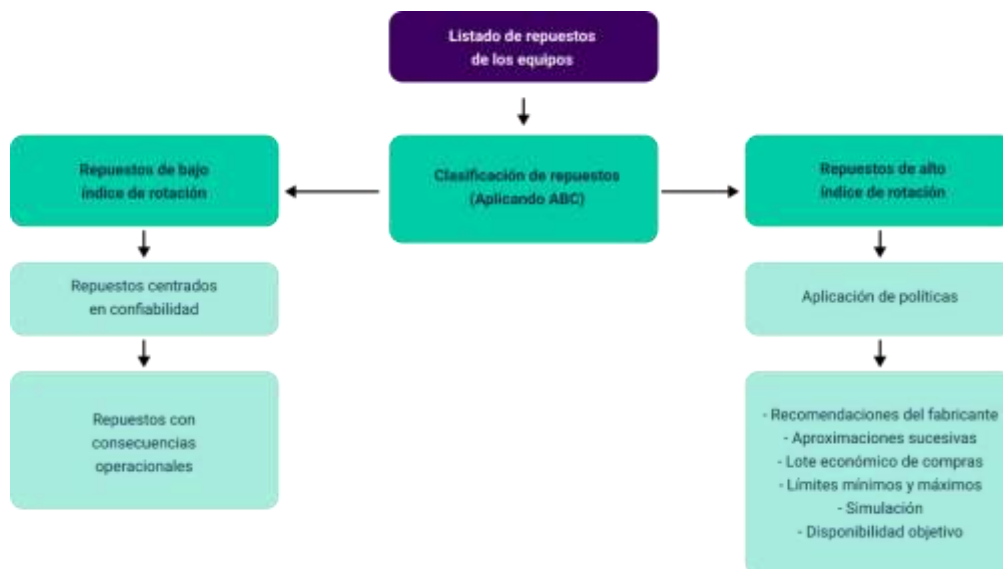 Listado de repuestos
de los equipos
Repuestos de bajo
índice de rotación
Clasificación de repuestos
(Aplicando ABC)
Repuestos de alto
índice de rotación
Repuestos centrados
en confiabilidad
Aplicación de políticas
Repuestos con
consecuencias
operacionales
- Recomendaciones del fabricante
- Aproximaciones sucesivas
- Lote económico de compras
- Límites mínimos y máximos
- Simulación
- Disponibilidad objetivo